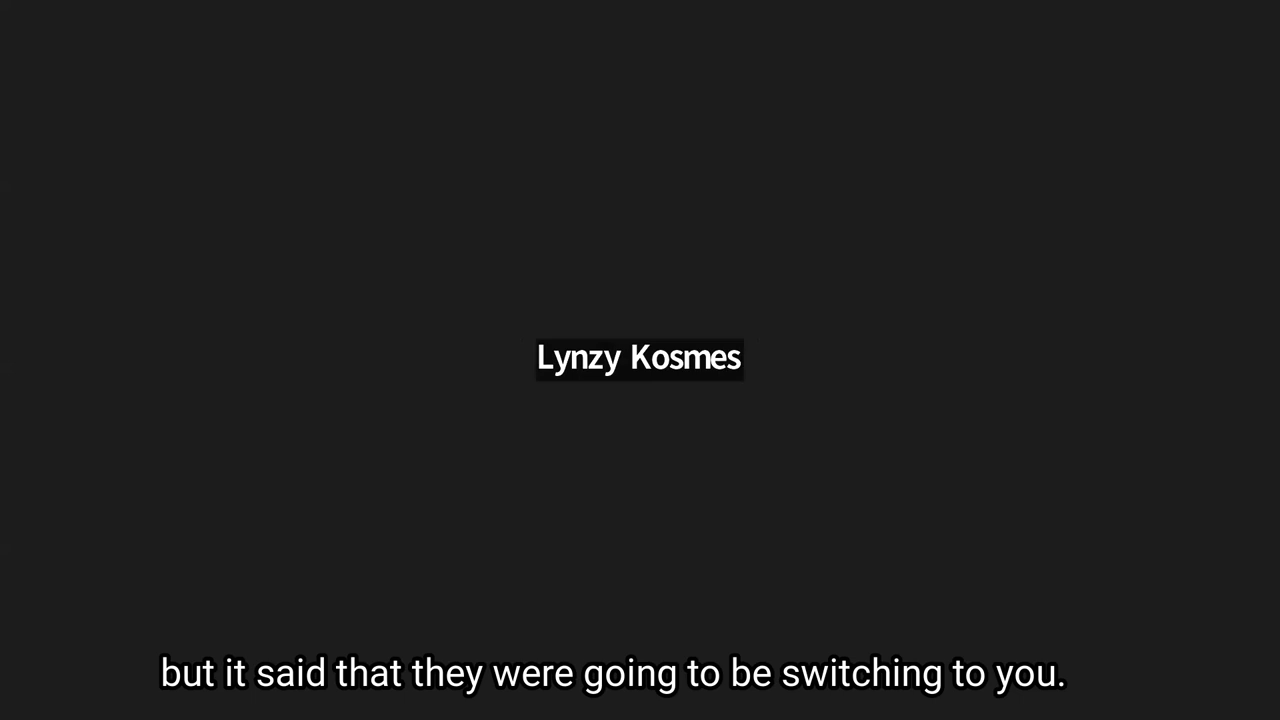 Lynzy Kosmes
but it said that they were going to be switching to you.